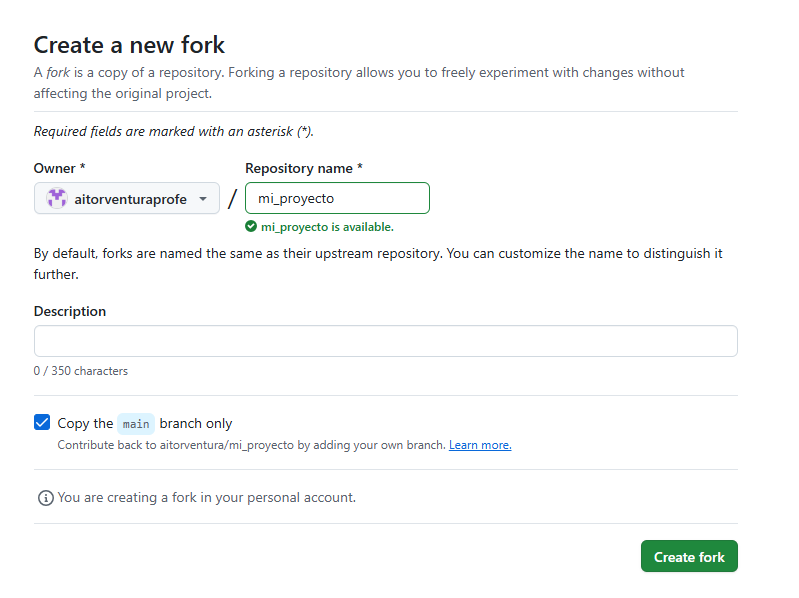 Create a new fork
A fork is a copy of a repository. Forking a repository allows you to freely experiment with changes without
affecting the original project.
Required fields are marked with an asterisk (*).
Owner *
Repository name *
aitorventuraprofe
/
mi_proyecto
mi_proyecto is available.
By default, forks are named the same as their upstream repository. You can customize the name to distinguish it
further.
Description
0 / 350 characters
Copy the main branch only
Contribute back to aitorventura/mi_proyecto by adding your own branch. Learn more.
You are creating a fork in your personal account.
Create fork